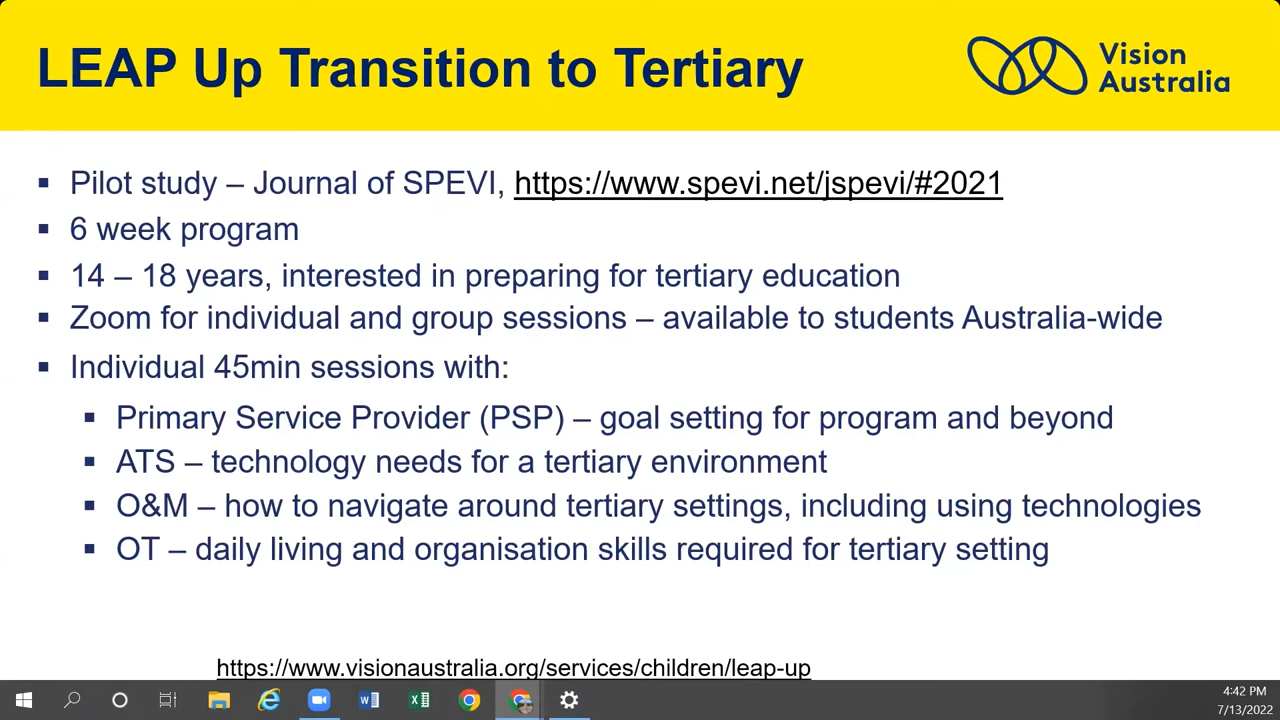 LEAP Up Transition to Tertiary
Vision
Australia
▪ Pilot study – Journal of SPEVI, https://www.spevi.net/jspevi/#2021
▪ 6 week program
▪ 14 – 18 years, interested in preparing for tertiary education
▪ Zoom for individual and group sessions – available to students Australia-wide
▪ Individual 45min sessions with:
▪ Primary Service Provider (PSP) – goal setting for program and beyond
▪ ATS – technology needs for a tertiary environment
▪ O&M – how to navigate around tertiary settings, including using technologies
▪ OT – daily living and organisation skills required for tertiary setting
https://www.visionaustralia.org/services/children/leap-up
4:42 PM
7/13/2022